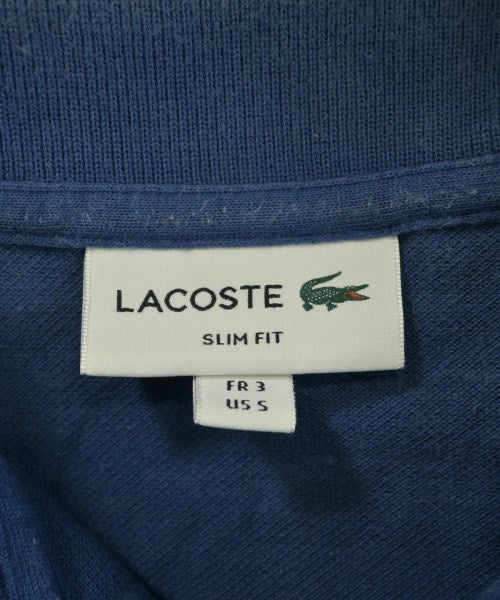 LACOSTE
SLIM FIT
FR 3
US S